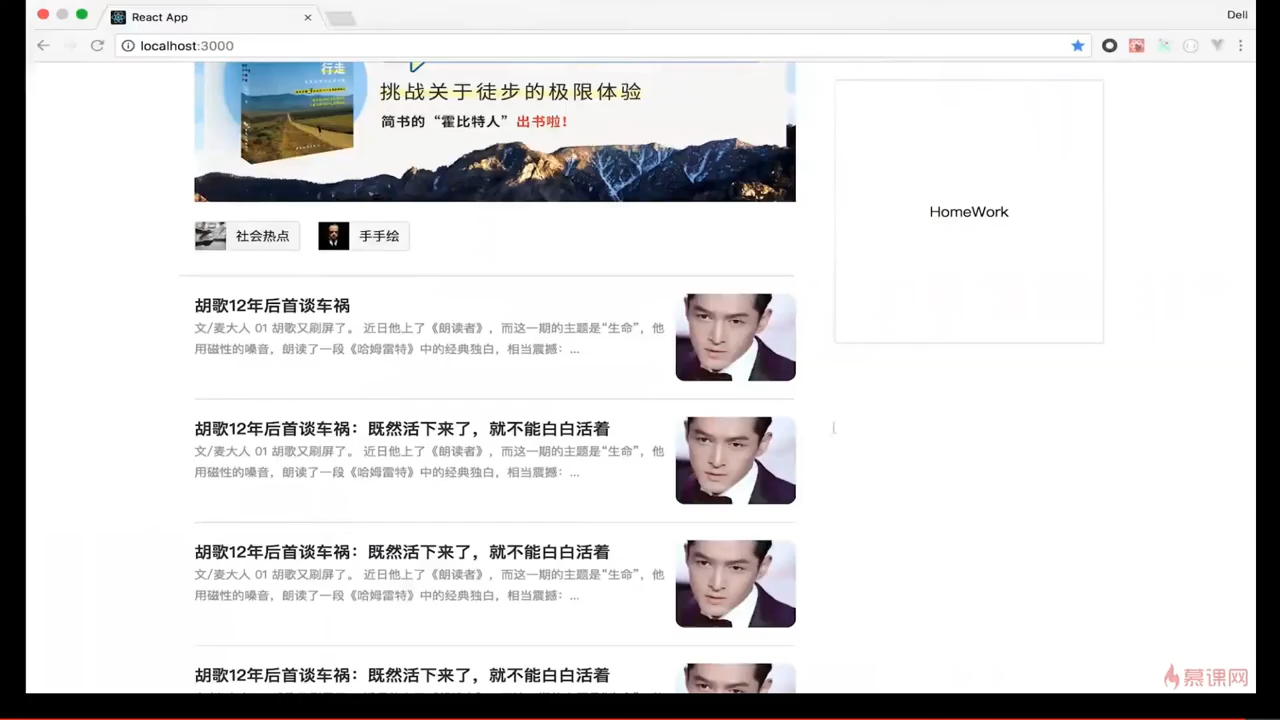 React App
Dell
localhost:3000
行走
挑战关于徒步的极限体验
简书的“霍比特人”出书啦！
社会热点
手手绘
HomeWork
胡歌12年后首谈车祸
文/麦大人 01 胡歌又刷屏了。 近日他上了《朗读者》，而这一期的主题是“生命”，他
用磁性的嗓音，朗读了一段《哈姆雷特》中的经典独白，相当震撼：...
胡歌12年后首谈车祸：既然活下来了，就不能白白活着
文/麦大人 01 胡歌又刷屏了。 近日他上了《朗读者》，而这一期的主题是“生命”，他
用磁性的嗓音，朗读了一段《哈姆雷特》中的经典独白，相当震撼：...
胡歌12年后首谈车祸：既然活下来了，就不能白白活着
文/麦大人 01 胡歌又刷屏了。 近日他上了《朗读者》，而这一期的主题是“生命”，他
用磁性的嗓音，朗读了一段《哈姆雷特》中的经典独白，相当震撼：...
胡歌12年后首谈车祸：既然活下来了，就不能白白活着
慕课网